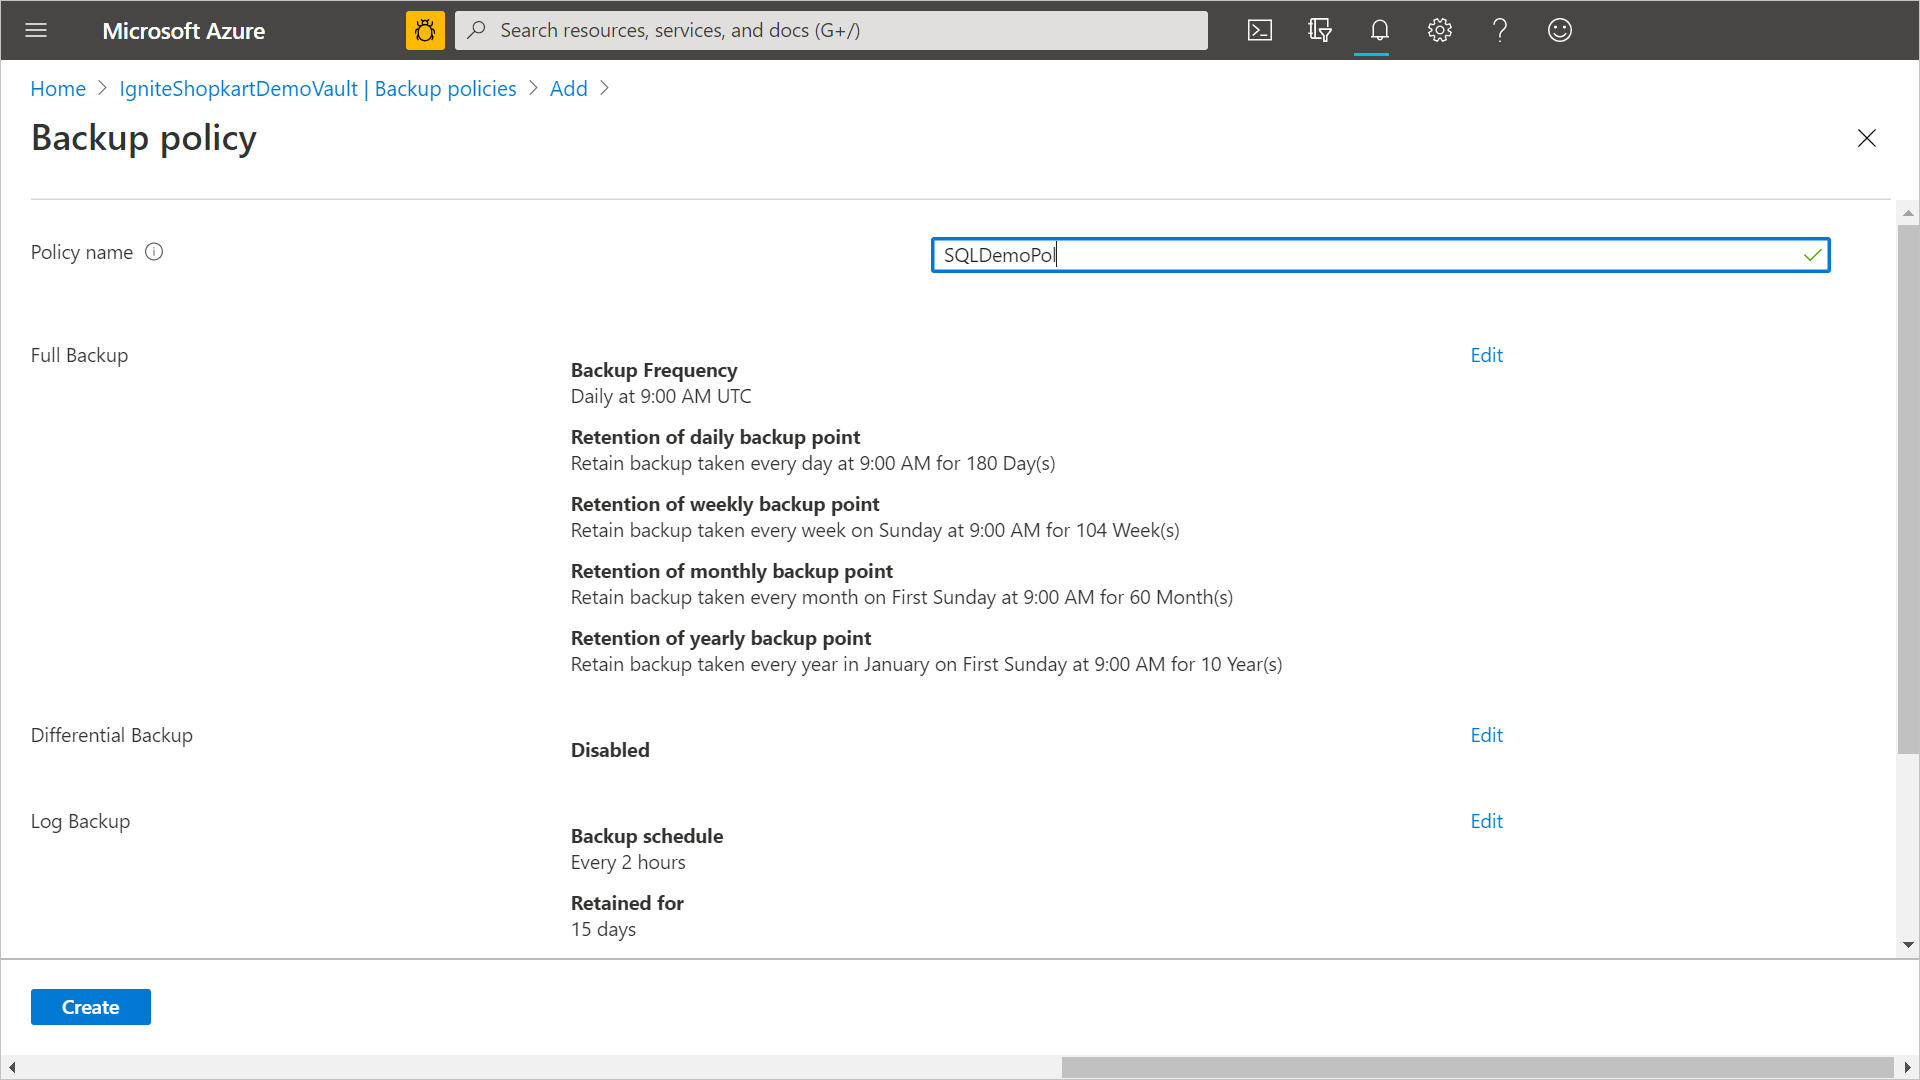 Microsoft Azure
Search resources, services, and docs (G+/)
Home > IgniteShopkartDemoVault | Backup policies > Add >
Backup policy
Policy name
SQLDemoPol
Full Backup
Edit
Backup Frequency
Daily at 9:00 AM UTC
Retention of daily backup point
Retain backup taken every day at 9:00 AM for 180 Day(s)
Retention of weekly backup point
Retain backup taken every week on Sunday at 9:00 AM for 104 Week(s)
Retention of monthly backup point
Retain backup taken every month on First Sunday at 9:00 AM for 60 Month(s)
Retention of yearly backup point
Retain backup taken every year in January on First Sunday at 9:00 AM for 10 Year(s)
Differential Backup
Edit
Disabled
Log Backup
Edit
Backup schedule
Every 2 hours
Retained for
15 days
Create